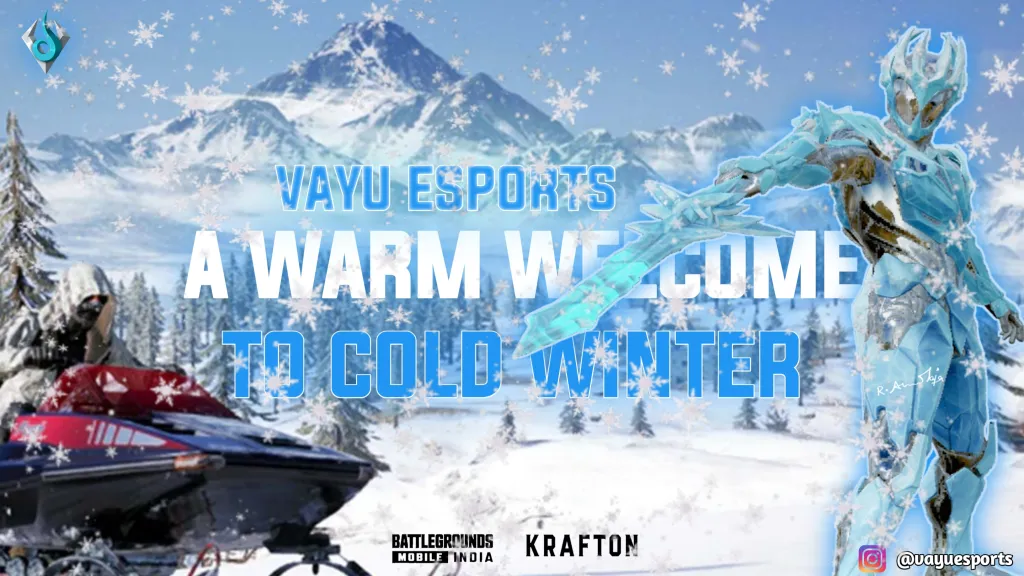 VAYU ESPORTS
A WARM WELCOME
TO COLD WINTER
BATTLEGROUNDS
MOBILE INDIA
KRAFTON
@vayuesports